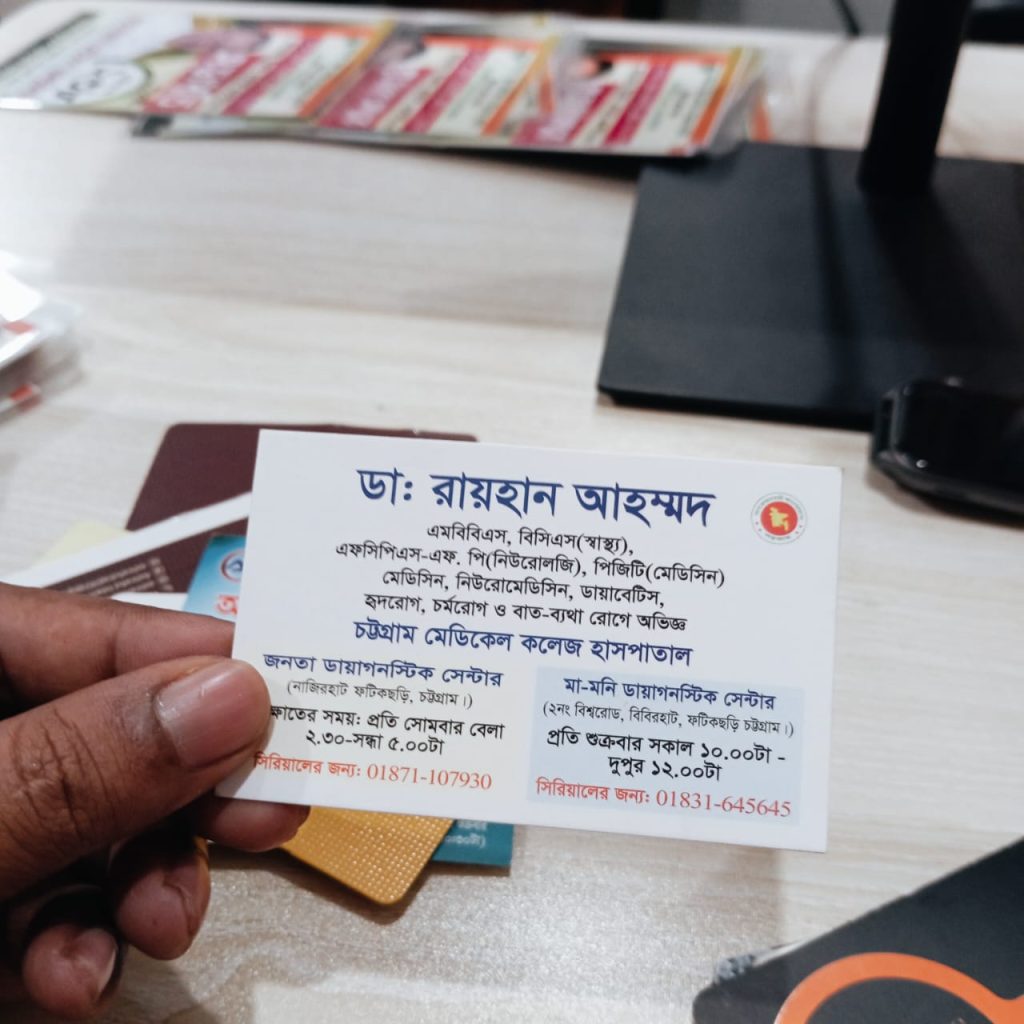 ডা: রায়হান আহম্মদ
এমবিবিএস, বিসিএস(স্বাস্থ্য),
এফসিপিএস-এফ. পি(নিউরোলজি), পিজিটি(মেডিসিন)
মেডিসিন, নিউরোমেডিসিন, ডায়াবেটিস,
হৃদরোগ, চর্মরোগ ও বাত-ব্যথা রোগে অভিজ্ঞ
চট্টগ্রাম মেডিকেল কলেজ হাসপাতাল
জনতা ডায়াগনস্টিক সেন্টার
(নাজিরহাট ফটিকছড়ি, চট্টগ্রাম।)
ক্ষাতের সময়: প্রতি সোমবার বেলা
২.৩০-সন্ধা ৫.০০টা
সিরিয়ালের জন্য: 01871-107930
মা-মনি ডায়াগনস্টিক সেন্টার
(২নং বিশ্বরোড, বিবিরহাট, ফটিকছড়ি চট্টগ্রাম।)
প্রতি শুক্রবার সকাল ১০.০০টা -
দুপুর ১২.০০টা
সিরিয়ালের জন্য: 01831-645645